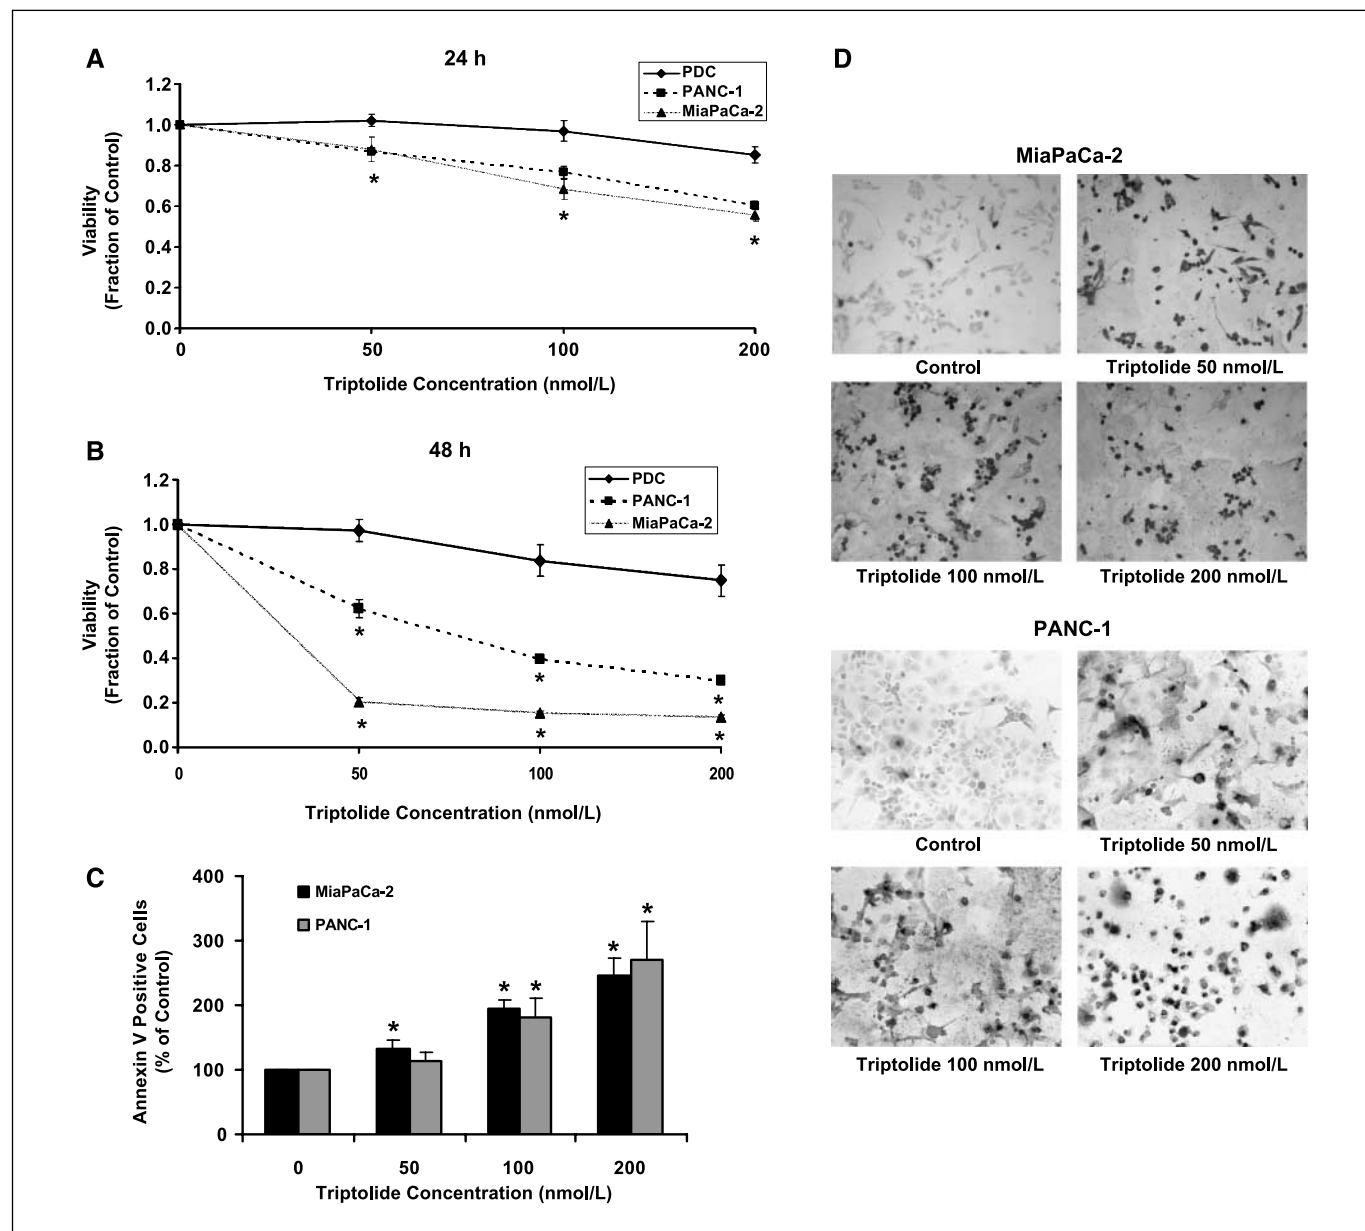 A
24 h
PDC
PANC-1
MiaPaCa-2
1.2
1.0
0.8
0.6
0.4
0.2
0.0
Viability
(Fraction of Control)
* * *
0 50 100 200
Triptolide Concentration (nmol/L)
B
48 h
PDC
PANC-1
MiaPaCa-2
1.2
1.0
0.8
0.6
0.4
0.2
0.0
Viability
(Fraction of Control)
* * *
* * *
0 50 100 200
Triptolide Concentration (nmol/L)
C
MiaPaCa-2
PANC-1
400
300
200
100
0
Annexin V Positive Cells
(% of Control)
* * * * *
0 50 100 200
Triptolide Concentration (nmol/L)
D
MiaPaCa-2
Control Triptolide 50 nmol/L
Triptolide 100 nmol/L Triptolide 200 nmol/L
PANC-1
Control Triptolide 50 nmol/L
Triptolide 100 nmol/L Triptolide 200 nmol/L